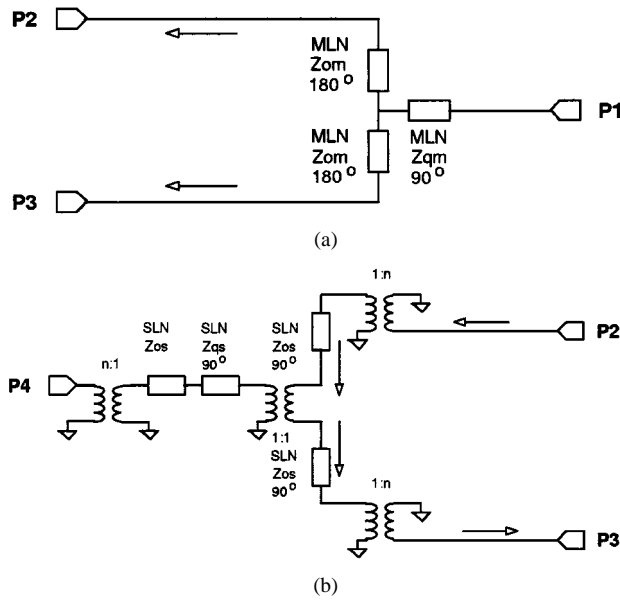 P2
MLN
Zom
180 O
P1
MLN
Zom
180 O
MLN
Zqm
90 O
P3
(a)
1:n
SLN
Zos
SLN
Zqs
90 O
SLN
Zos
90 O
P2
n:1
P4
1:1
SLN
Zos
90 O
1:n
P3
(b)